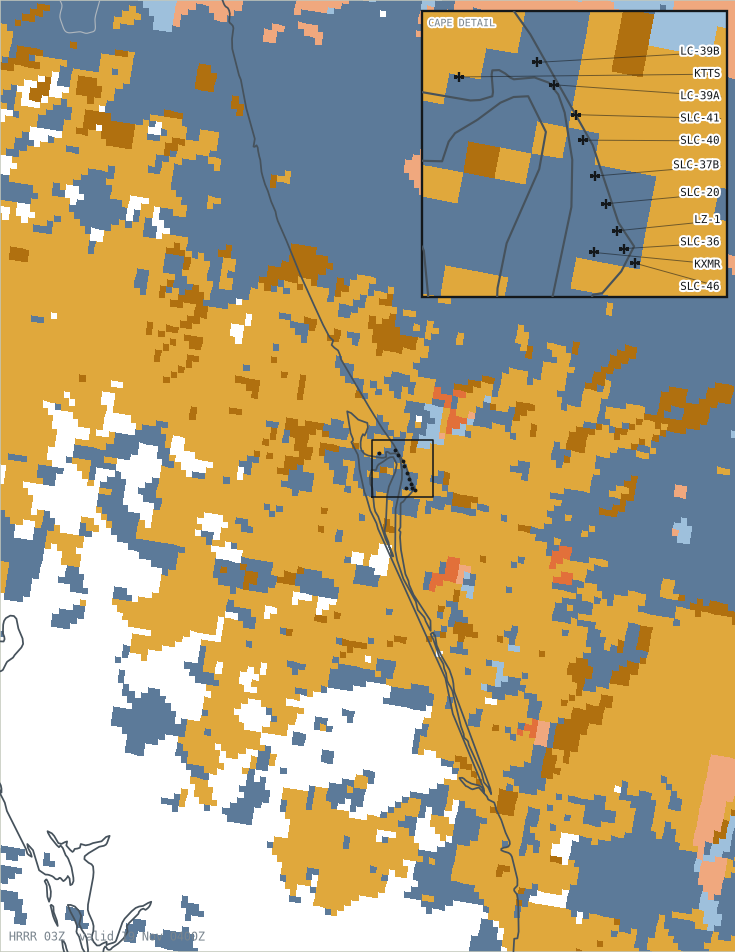 CAPE DETAIL
LC-39B
KTTS
LC-39A
SLC-41
SLC-40
SLC-37B
SLC-20
LZ-1
SLC-36
KXMR
SLC-46
HRRR 03Z valid